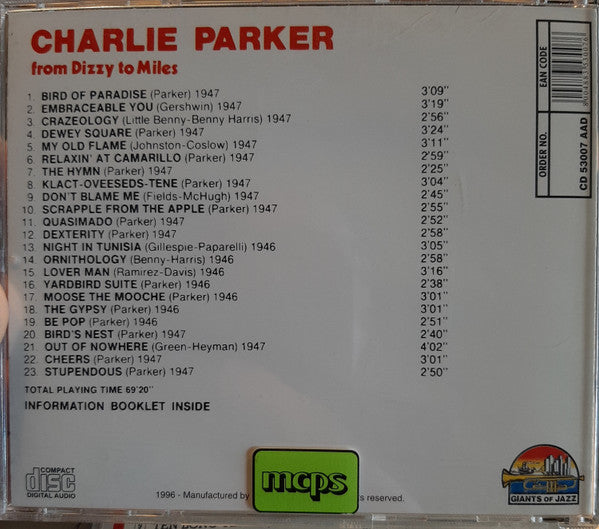 CHARLIE PARKER
from Dizzy to Miles
1. BIRD OF PARADISE (Parker) 1947 3'09"
2. EMBRACEABLE YOU (Gershwin) 1947 3'19"
3. CRAZEOLOGY (Little Benny-Benny Harris) 1947 2'56"
4. DEWEY SQUARE (Parker) 1947 3'24"
5. MY OLD FLAME (Johnston-Coslow) 1947 3'11"
6. RELAXIN' AT CAMARILLO (Parker) 1947 2'59"
7. THE HYMN (Parker) 1947 2'25"
8. KLACT-OVEESEDS-TENE (Parker) 1947 3'04"
9. DON'T BLAME ME (Fields-McHugh) 1947 2'45"
10. SCRAPPLE FROM THE APPLE (Parker) 1947 2'55"
11. QUASIMADO (Parker) 1947 2'52"
12. DEXTERITY (Parker) 1947 2'58"
13. NIGHT IN TUNISIA (Gillespie-Paparelli) 1946 3'05"
14. ORNITHOLOGY (Benny-Harris) 1946 2'58"
15. LOVER MAN (Ramirez-Davis) 1946 3'16"
16. YARDBIRD SUITE (Parker) 1946 2'38"
17. MOOSE THE MOOCHE (Parker) 1946 3'01"
18. THE GYPSY (Parker) 1946 3'01"
19. BE POP (Parker) 1946 2'51"
20. BIRD'S NEST (Parker) 1947 2'40"
21. OUT OF NOWHERE (Green-Heyman) 1947 4'02"
22. CHEERS (Parker) 1947 3'01"
23. STUPENDOUS (Parker) 1947 2'50"
TOTAL PLAYING TIME 69'20"
INFORMATION BOOKLET INSIDE
EAN CODE
ORDER NO.
CD 53007 AAD
COMPACT
disc
DIGITAL AUDIO
mcps
1996 - Manufactured by
s reserved.
GIANTS OF JAZZ